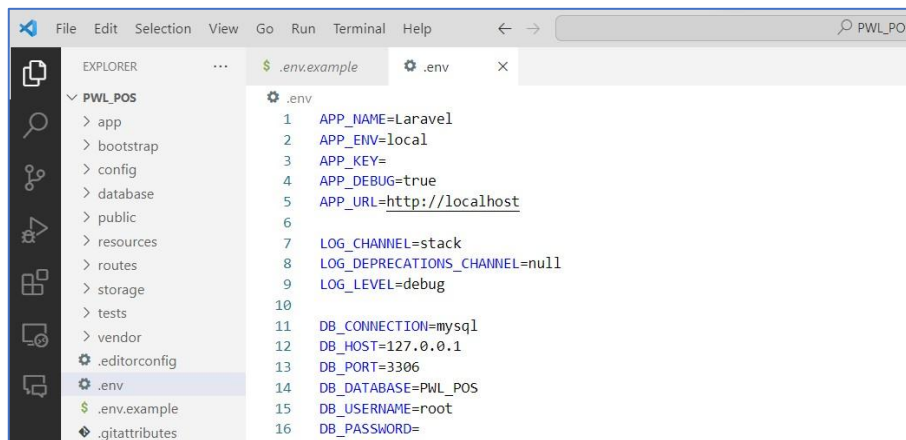 File Edit Selection View Go Run Terminal Help
PWL_PO
EXPLORER
PWL_POS
app
bootstrap
config
database
public
resources
routes
storage
tests
vendor
.editorconfig
.env
.env.example
.gitattributes
.env.example
.env
.env
1 APP_NAME=Laravel
2 APP_ENV=local
3 APP_KEY=
4 APP_DEBUG=true
5 APP_URL=http://localhost
6
7 LOG_CHANNEL=stack
8 LOG_DEPRECATIONS_CHANNEL=null
9 LOG_LEVEL=debug
10
11 DB_CONNECTION=mysql
12 DB_HOST=127.0.0.1
13 DB_PORT=3306
14 DB_DATABASE=PWL_POS
15 DB_USERNAME=root
16 DB_PASSWORD=